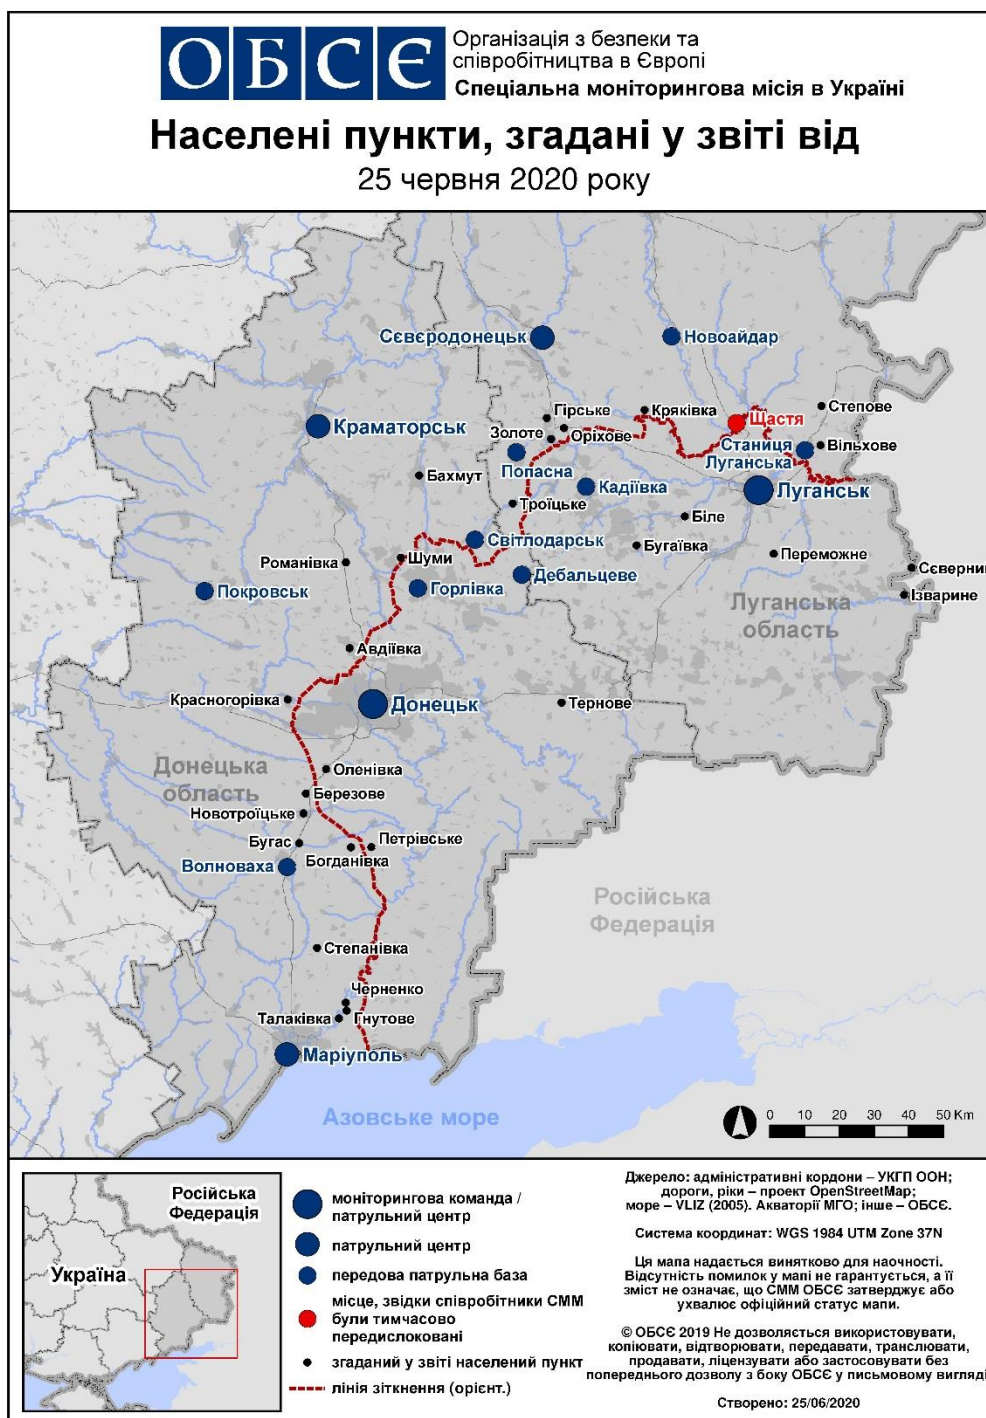 ОБСЄ
Організація з безпеки та
співробітництва в Європі
Спеціальна моніторингова місія в Україні
Населені пункти, згадані у звіті від
25 червня 2020 року
Сєвєродонецьк
Новоайдар
Гірське
Кряківка
Щастя
Степове
Краматорськ
Золоте
Оріхове
Станиця
Луганська
Вільхове
Попасна
Бахмут
Кадіївка
Луганськ
Троїцьке
Біле
Світлодарськ
Бугаївка
Переможне
Шуми
Романівка
Дебальцеве
Сєверний
Покровськ
Горлівка
Ізварине
Луганська
область
Авдіївка
Красногорівка
Донецьк
Тернове
Донецька
область
Оленівка
Березове
Новотроїцьке
Бугас
Петрівське
Богданівка
Волноваха
Російська
Федерація
Степанівка
Черненко
Талаківка
Гнутове
Маріуполь
Азовське море
0 10 20 30 40 50 Km
Російська
Федерація
Україна
моніторингова команда /
патрульний центр
патрульний центр
передова патрульна база
місце, звідки співробітники СММ
були тимчасово
передислоковані
згаданий у звіті населений пункт
лінія зіткнення (орієнт.)
Джерело: адміністративні кордони – УКГП ООН;
дороги, ріки – проект OpenStreetMap;
море – VLIZ (2005). Акваторії МГО; інше – ОБСЄ.
Система координат: WGS 1984 UTM Zone 37N
Ця мапа надається винятково для наочності.
Відсутність помилок у мапі не гарантується, а її
зміст не означає, що СММ ОБСЄ затверджує або
ухвалює офіційний статус мапи.
© ОБСЄ 2019 Не дозволяється використовувати,
копіювати, відтворювати, передавати, транслювати,
продавати, ліцензувати або застосовувати без
попереднього дозволу з боку ОБСЄ у письмовому вигляді
Створено: 25/06/2020